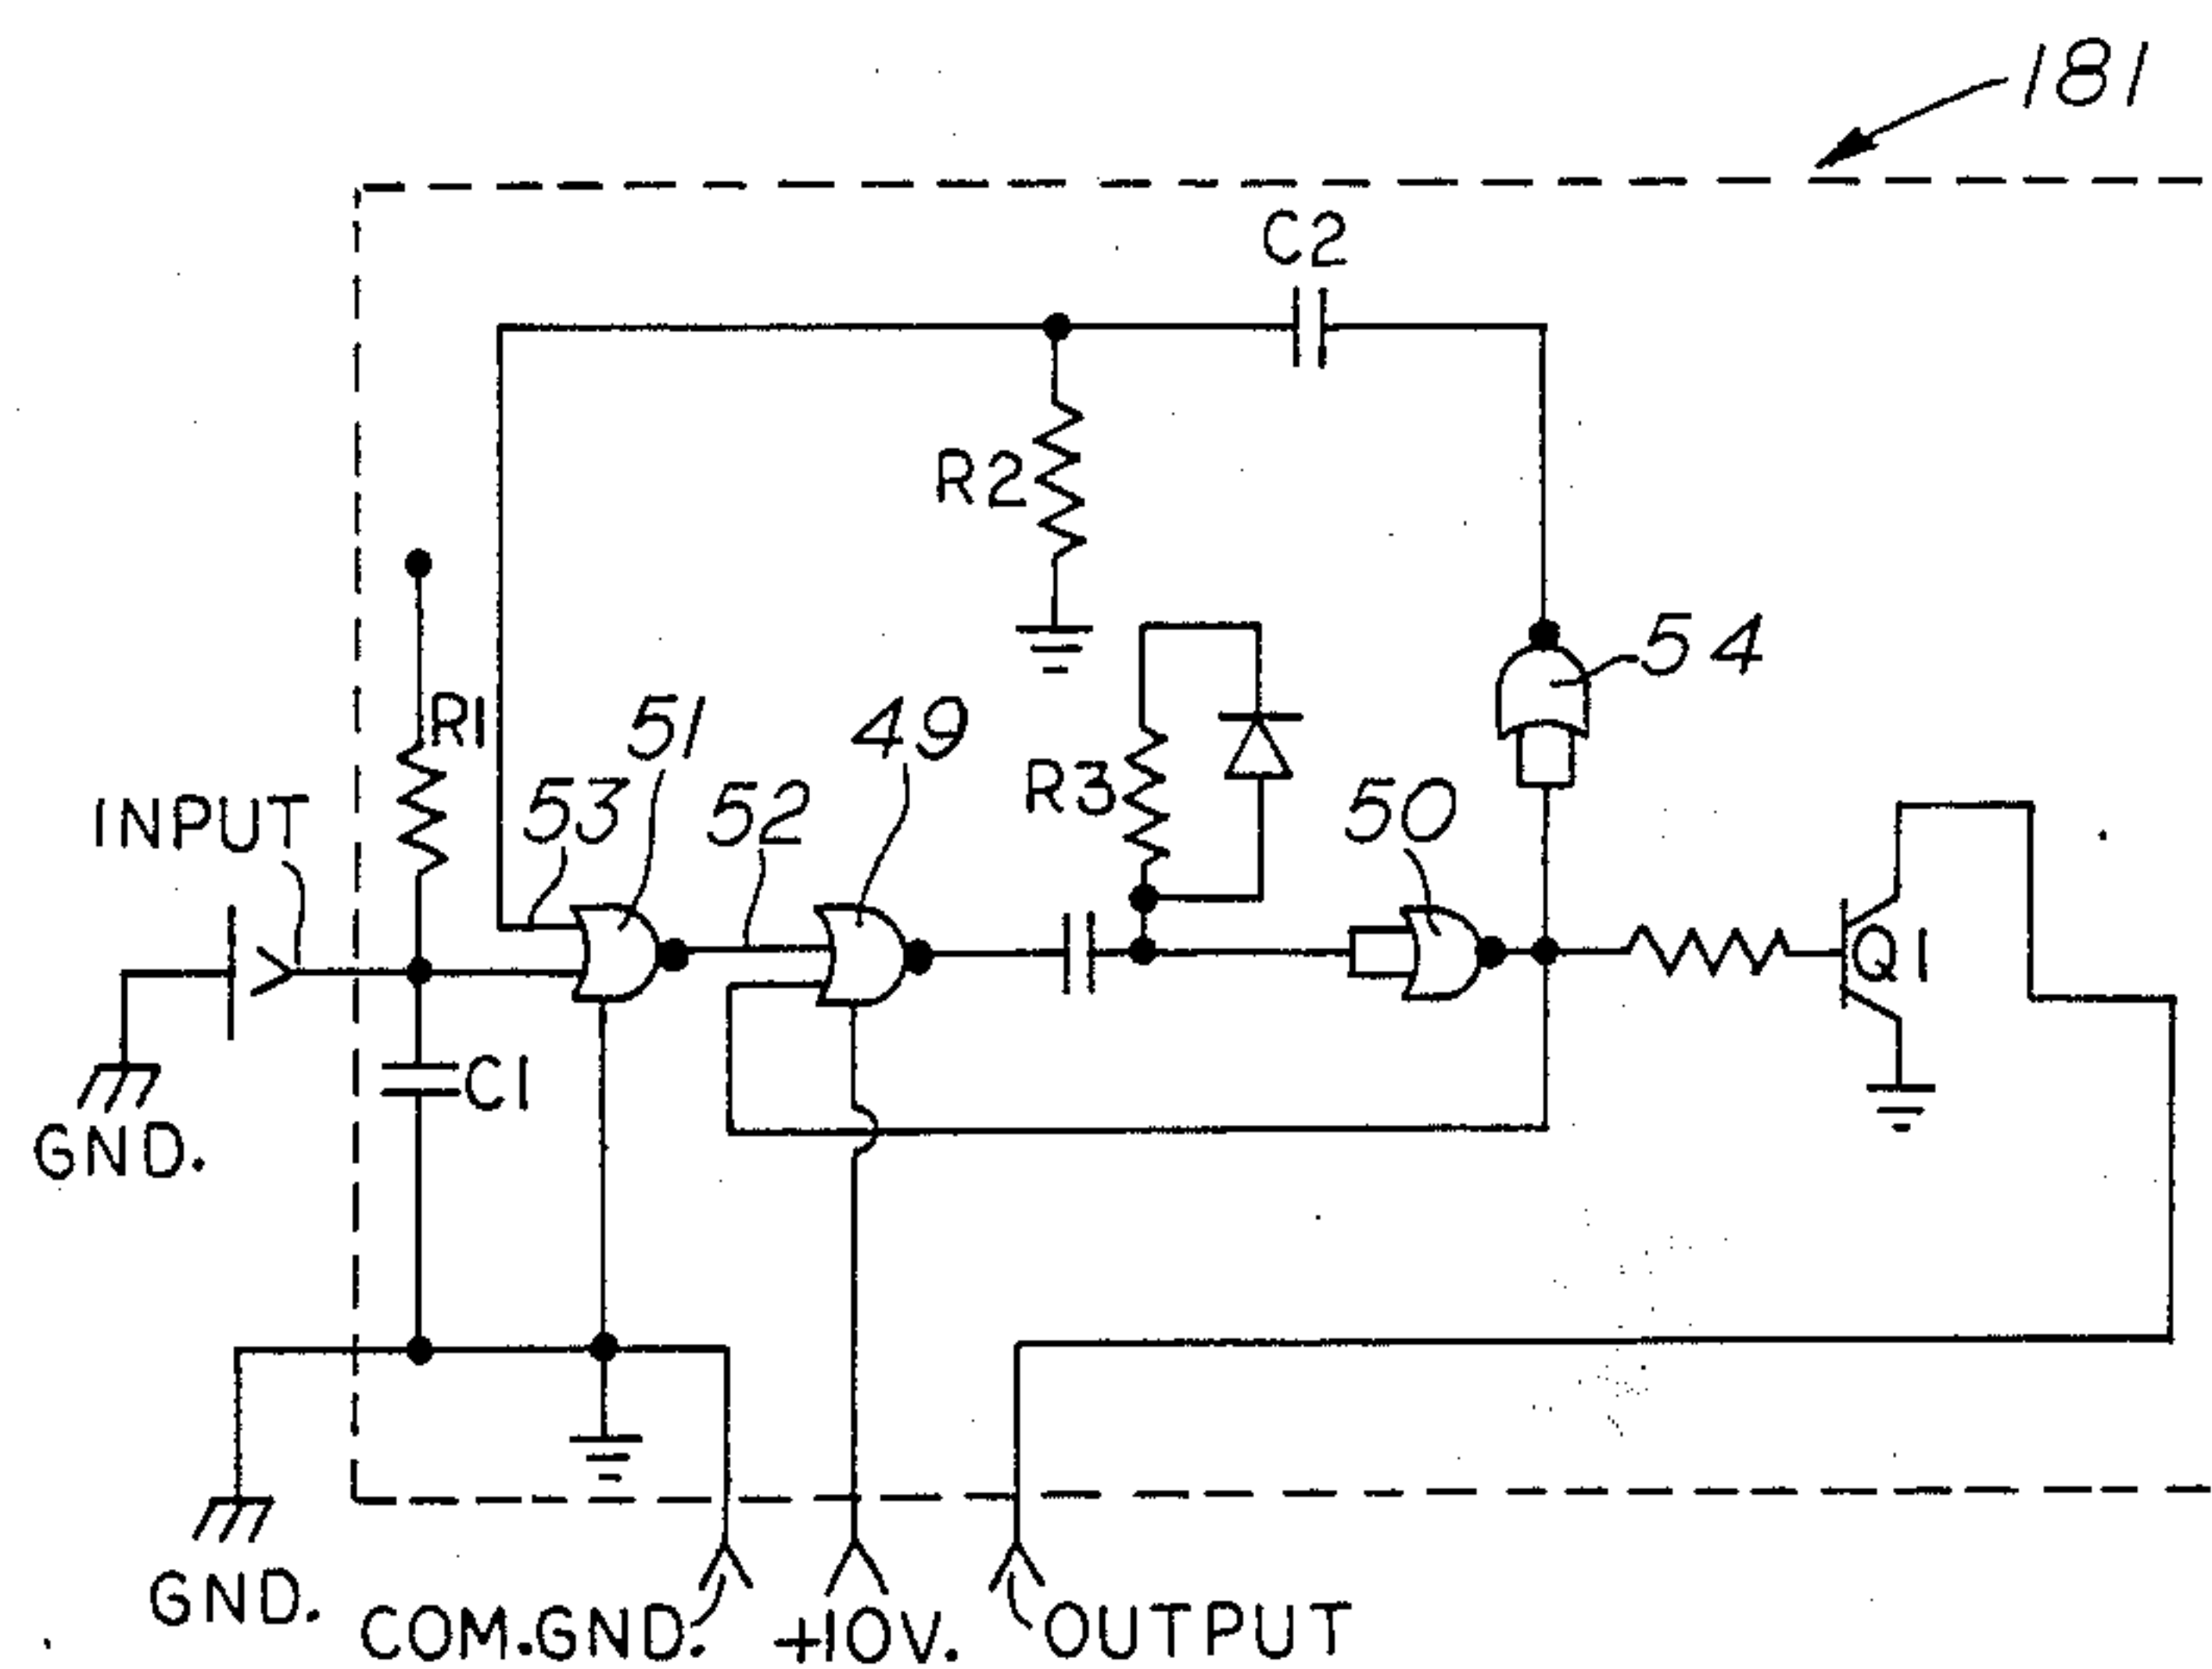 181
C2
R2
54
R1
51
49
INPUT
53
52
R3
50
Q1
C1
GND.
GND.
COM.GND.
+10V.
OUTPUT